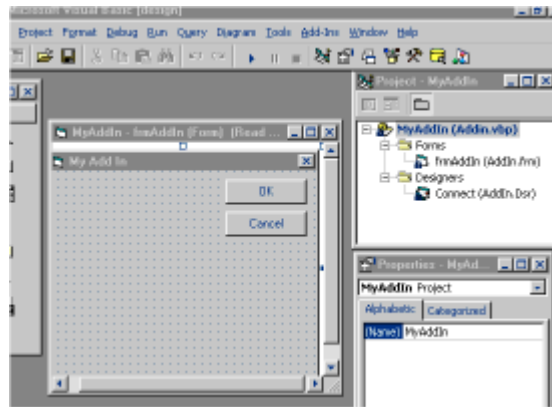 Microsoft Visual Basic [design]
Project Format Debug Run Query Diagram Tools Add-Ins Window Help
Project - MyAddIn
MyAddIn (Addin.vbp)
Forms
frmAddIn (AddIn.frm)
Designers
Connect (AddIn.Dsr)
MyAddIn - frmAddIn (Form) (Read ...
My Add In
OK
Cancel
Properties - MyAd...
MyAddIn Project
Alphabetic Categorized
(Name) MyAddIn